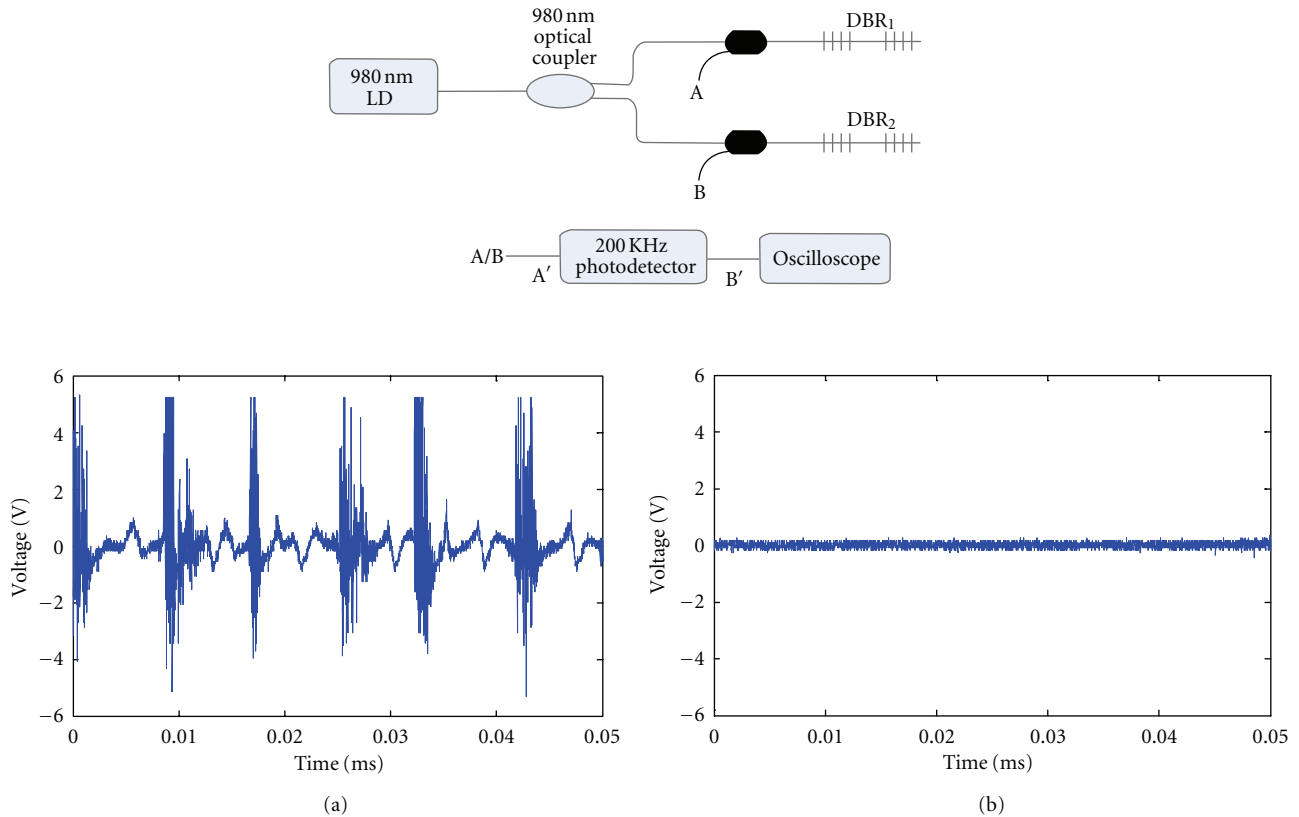 980 nm
optical
coupler
DBR₁
980 nm
LD
A
DBR₂
B
A/B
A′
200 KHz
photodetector
B′
Oscilloscope
6
4
2
0
−2
−4
−6
Voltage (V)
0
0.01
0.02
0.03
0.04
0.05
Time (ms)
(a)
6
4
2
0
−2
−4
−6
Voltage (V)
0
0.01
0.02
0.03
0.04
0.05
Time (ms)
(b)